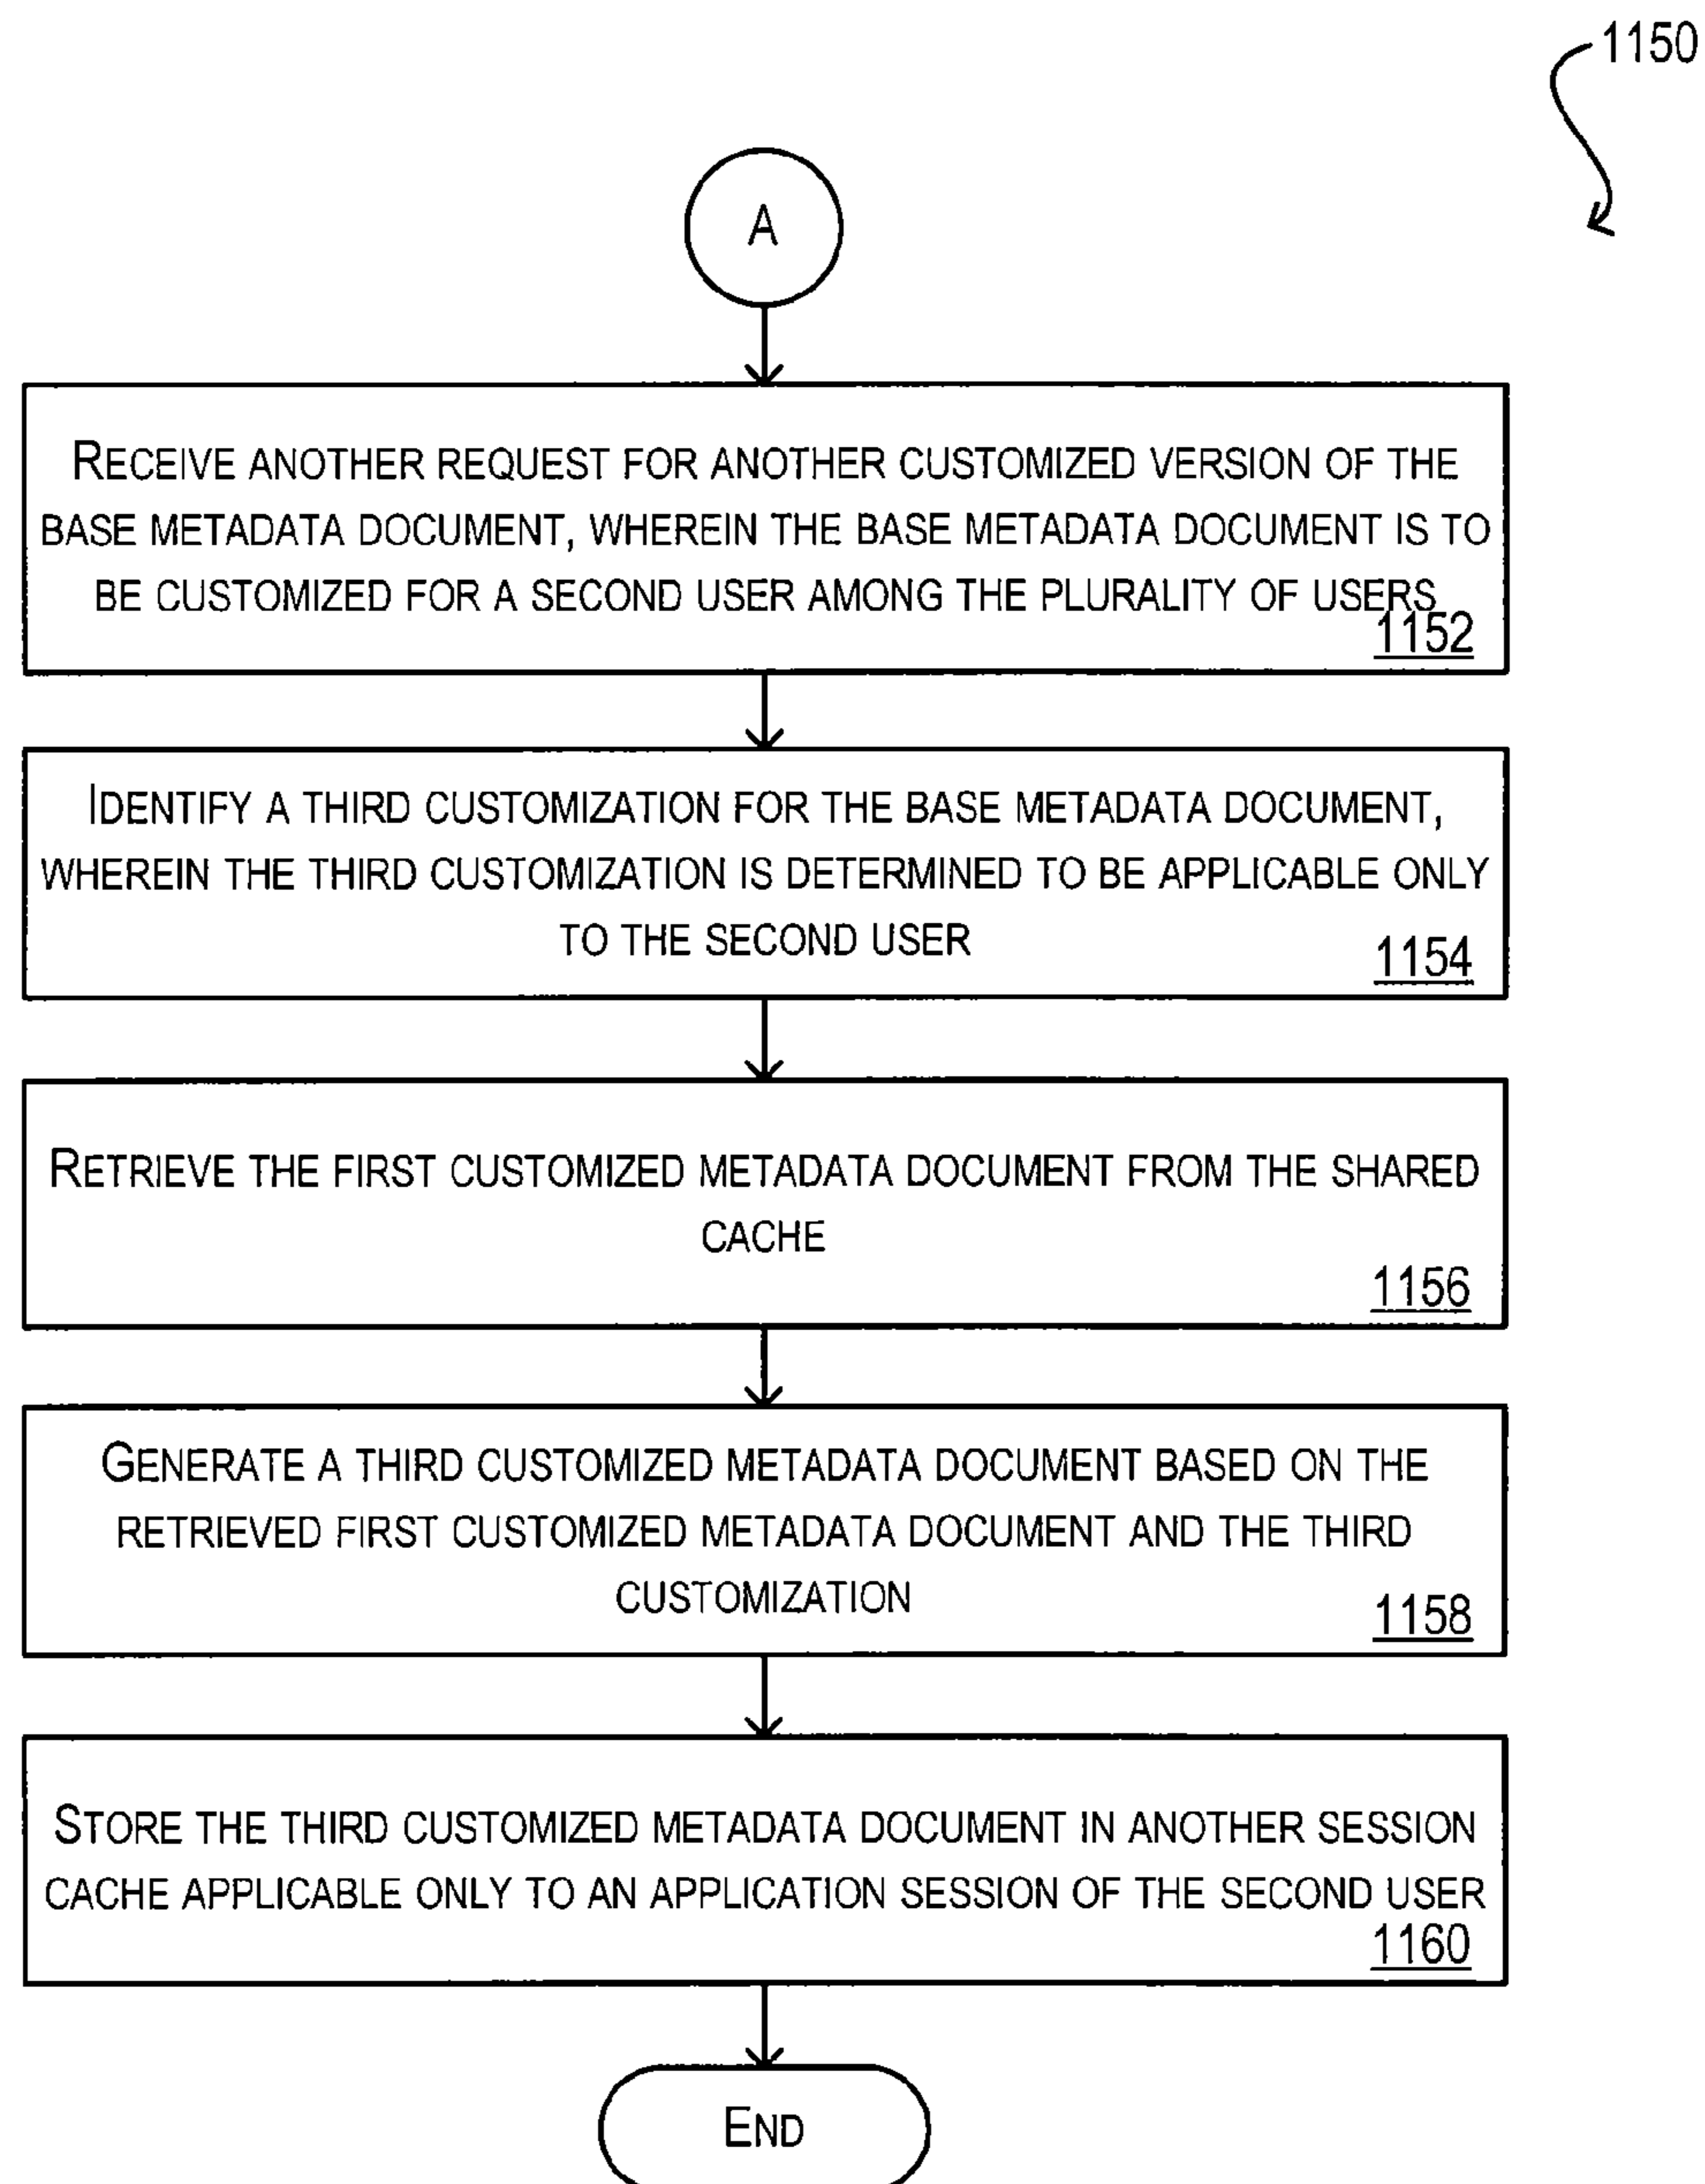 1150
A
RECEIVE ANOTHER REQUEST FOR ANOTHER CUSTOMIZED VERSION OF THE
BASE METADATA DOCUMENT, WHEREIN THE BASE METADATA DOCUMENT IS TO
BE CUSTOMIZED FOR A SECOND USER AMONG THE PLURALITY OF USERS
1152
IDENTIFY A THIRD CUSTOMIZATION FOR THE BASE METADATA DOCUMENT,
WHEREIN THE THIRD CUSTOMIZATION IS DETERMINED TO BE APPLICABLE ONLY
TO THE SECOND USER
1154
RETRIEVE THE FIRST CUSTOMIZED METADATA DOCUMENT FROM THE SHARED
CACHE
1156
GENERATE A THIRD CUSTOMIZED METADATA DOCUMENT BASED ON THE
RETRIEVED FIRST CUSTOMIZED METADATA DOCUMENT AND THE THIRD
CUSTOMIZATION
1158
STORE THE THIRD CUSTOMIZED METADATA DOCUMENT IN ANOTHER SESSION
CACHE APPLICABLE ONLY TO AN APPLICATION SESSION OF THE SECOND USER
1160
END